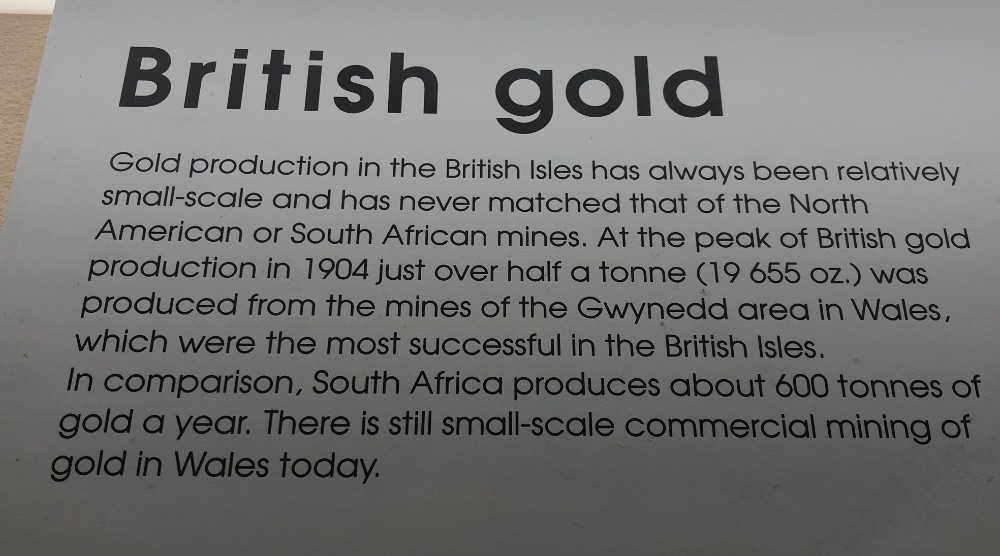 British gold
Gold production in the British Isles has always been relatively
small-scale and has never matched that of the North
American or South African mines. At the peak of British gold
production in 1904 just over half a tonne (19 655 oz.) was
produced from the mines of the Gwynedd area in Wales,
which were the most successful in the British Isles.
In comparison, South Africa produces about 600 tonnes of
gold a year. There is still small-scale commercial mining of
gold in Wales today.